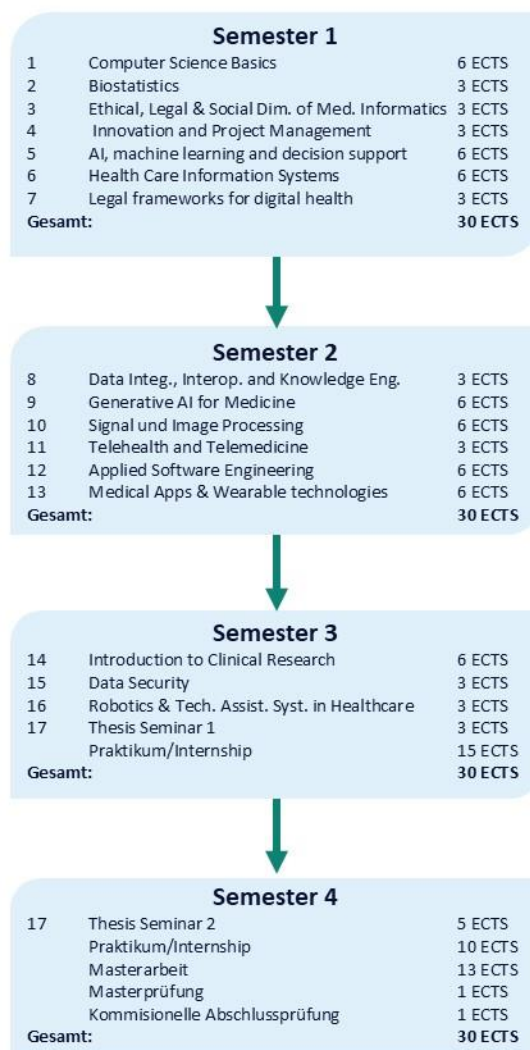 Semester 1
1 Computer Science Basics 6 ECTS
2 Biostatistics 3 ECTS
3 Ethical, Legal & Social Dim. of Med. Informatics 3 ECTS
4 Innovation and Project Management 3 ECTS
5 AI, machine learning and decision support 6 ECTS
6 Health Care Information Systems 6 ECTS
7 Legal frameworks for digital health 3 ECTS
Gesamt: 30 ECTS
Semester 2
8 Data Integ., Interop. and Knowledge Eng. 3 ECTS
9 Generative AI for Medicine 6 ECTS
10 Signal und Image Processing 6 ECTS
11 Telehealth and Telemedicine 3 ECTS
12 Applied Software Engineering 6 ECTS
13 Medical Apps & Wearable technologies 6 ECTS
Gesamt: 30 ECTS
Semester 3
14 Introduction to Clinical Research 6 ECTS
15 Data Security 3 ECTS
16 Robotics & Tech. Assist. Syst. in Healthcare 3 ECTS
17 Thesis Seminar 1 3 ECTS
Praktikum/Internship 15 ECTS
Gesamt: 30 ECTS
Semester 4
17 Thesis Seminar 2 5 ECTS
Praktikum/Internship 10 ECTS
Masterarbeit 13 ECTS
Masterprüfung 1 ECTS
Kommisionelle Abschlussprüfung 1 ECTS
Gesamt: 30 ECTS